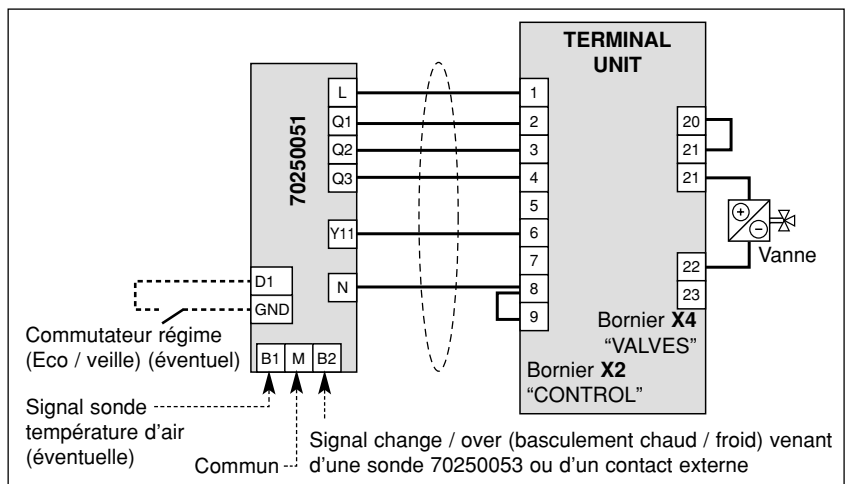 TERMINAL
UNIT
70250051
L
Q1
Q2
Q3
Y11
N
D1
GND
B1 M B2
1
2
3
4
5
6
7
8
9
20
21
21
22
23
Vanne
Bornier X4
“VALVES”
Bornier X2
“CONTROL”
Commutateur régime
(Eco / veille) (éventuel)
Signal sonde
température d'air
(éventuelle)
Commun
Signal change / over (basculement chaud / froid) venant
d'une sonde 70250053 ou d'un contact externe